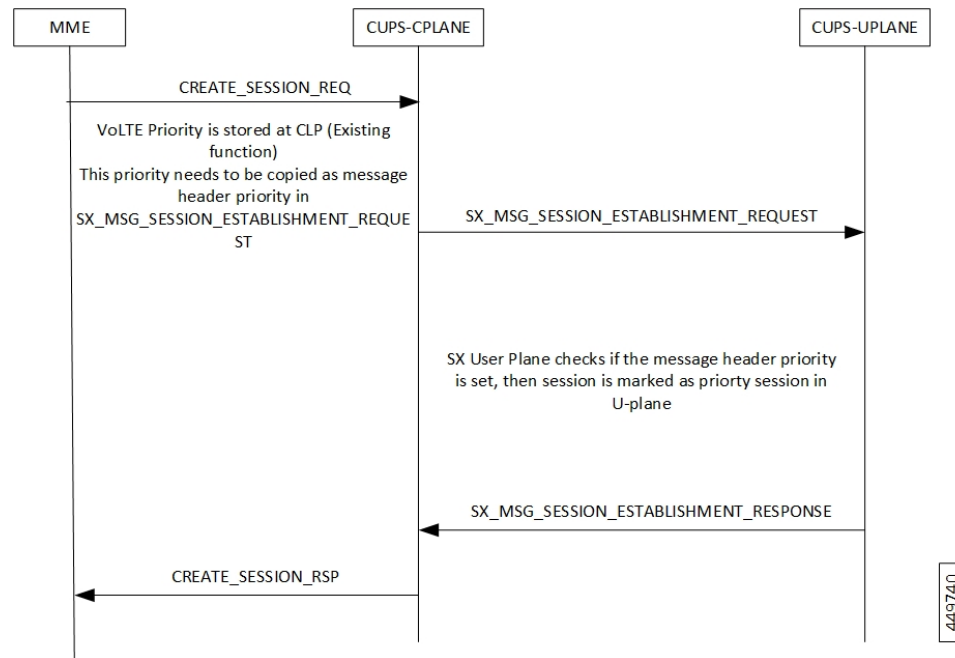 MME
CUPS-CPLANE
CUPS-UPLANE
CREATE_SESSION_REQ
VoLTE Priority is stored at CLP (Existing
function)
This priority needs to be copied as message
header priority in
SX_MSG_SESSION_ESTABLISHMENT_REQUE
ST
SX_MSG_SESSION_ESTABLISHMENT_REQUEST
SX User Plane checks if the message header priority
is set, then session is marked as priorty session in
U-plane
SX_MSG_SESSION_ESTABLISHMENT_RESPONSE
CREATE_SESSION_RSP
449740